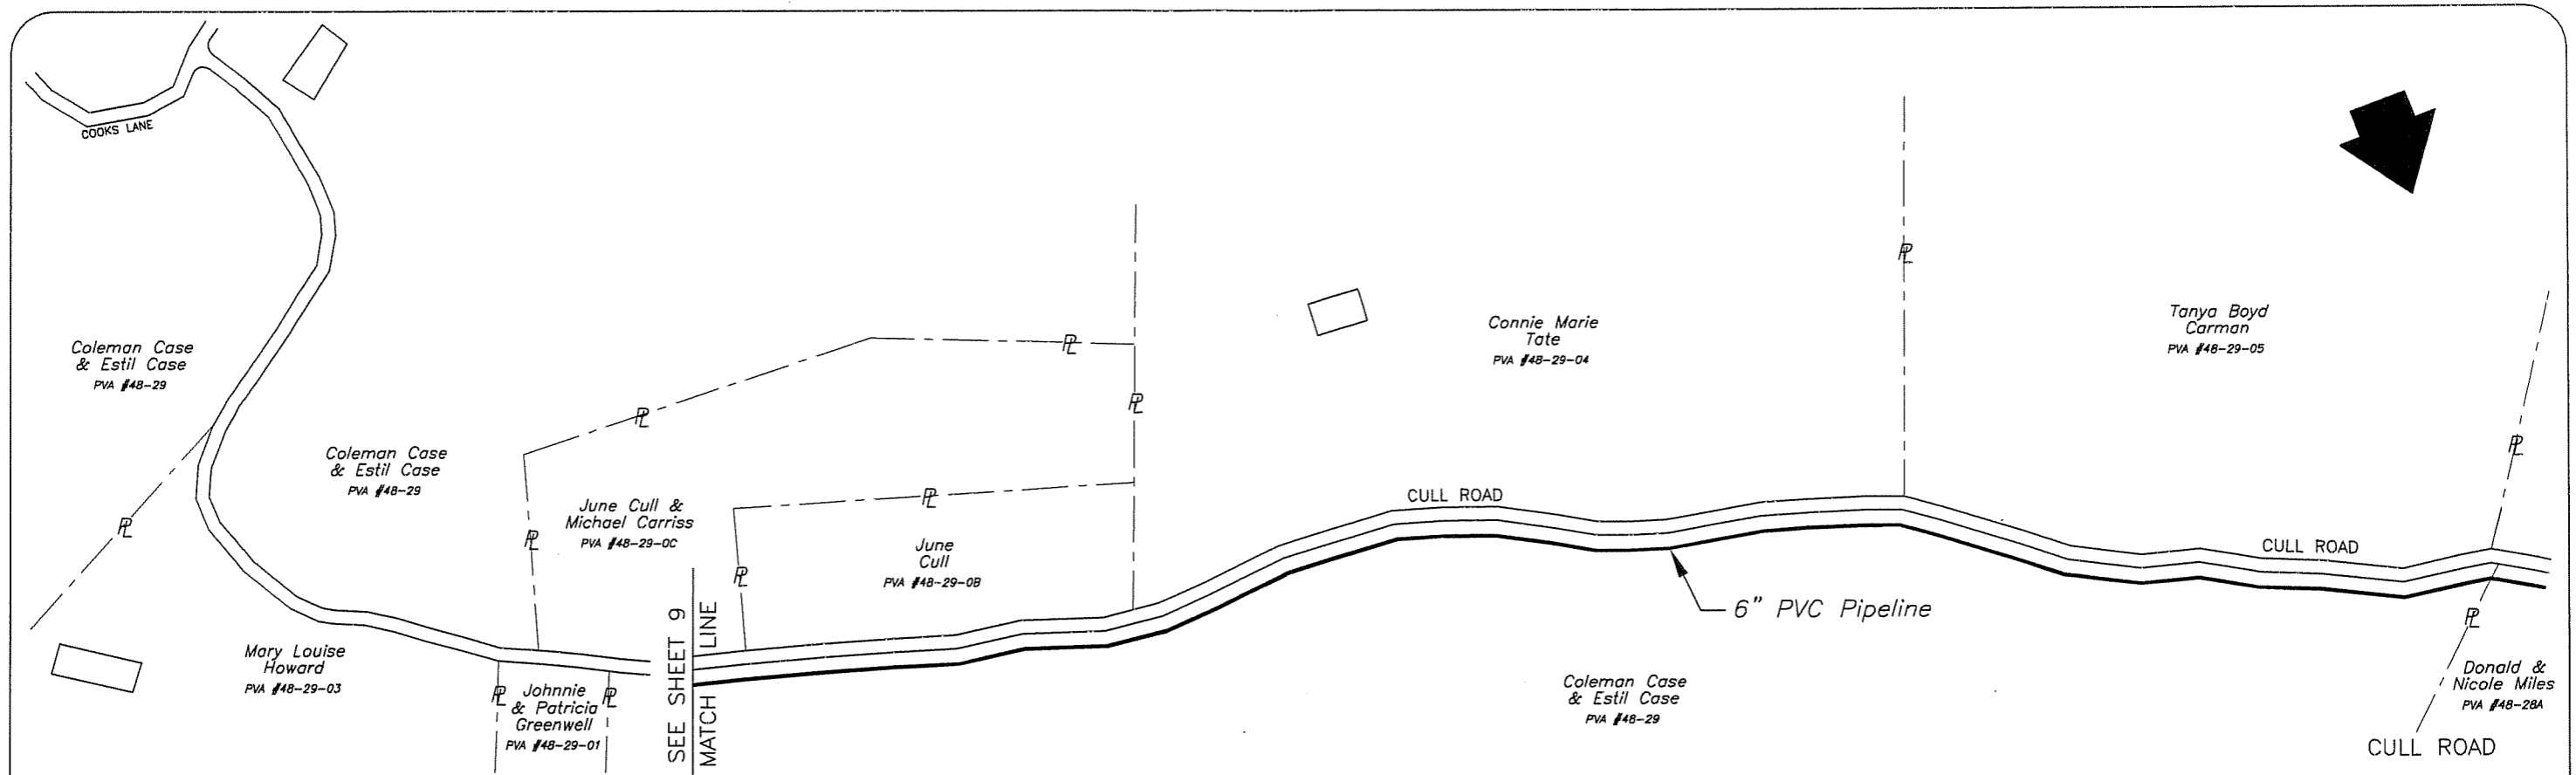 COOKS LANE
Coleman Case
& Estil Case
PVA #48-29
PL
Coleman Case
& Estil Case
PVA #48-29
PL
PL
PL
June Cull &
Michael Carriss
PVA #48-29-0C
PL
PL
PL
June
Cull
PVA #48-29-0B
Mary Louise
Howard
PVA #48-29-03
PL
Johnnie
& Patricia
Greenwell
PVA #48-29-01
PL
SEE SHEET 9
MATCH LINE
Connie Marie
Tate
PVA #48-29-04
PL
Tanya Boyd
Carman
PVA #48-29-05
PL
CULL ROAD
CULL ROAD
6" PVC Pipeline
Coleman Case
& Estil Case
PVA #48-29
PL
Donald &
Nicole Miles
PVA #48-28A
CULL ROAD